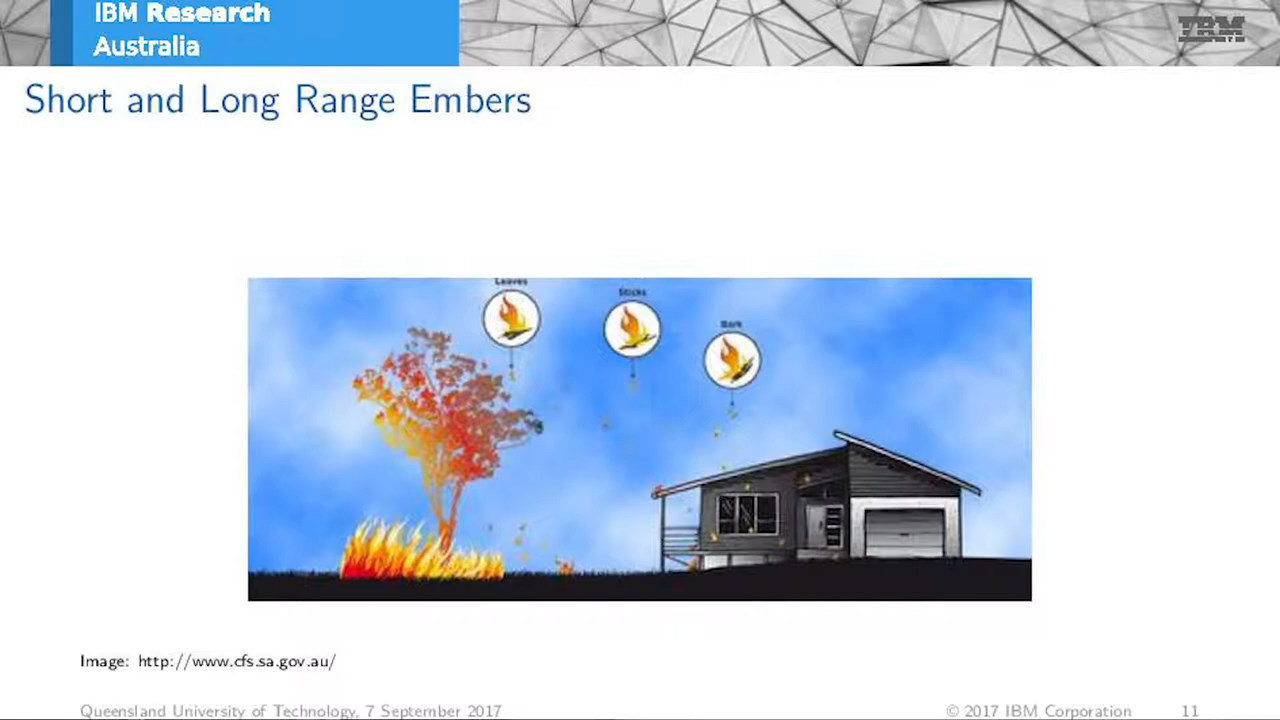 IBM Research
Australia
IBM
Short and Long Range Embers
Leaves
Sticks
Bark
Image: http://www.cfs.sa.gov.au/
Queensland University of Technology, 7 September 2017
© 2017 IBM Corporation
11